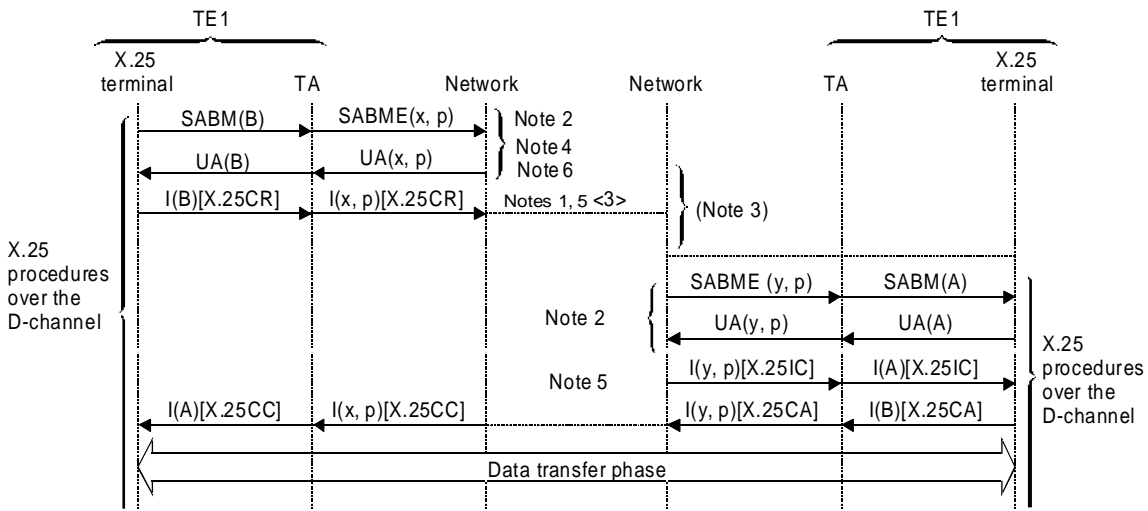 TE1
TE1
X.25
terminal
TA
Network
Network
TA
X.25
terminal
SABM(B)
SABME(x, p)
Note 2
Note 4
UA(B)
UA(x, p)
Note 6
I(B)[X.25CR]
I(x, p)[X.25CR]
Notes 1, 5 <3>
(Note 3)
X.25
procedures
over the
D-channel
SABME (y, p)
SABM(A)
Note 2
UA(y, p)
UA(A)
X.25
procedures
over the
D-channel
Note 5
I(y, p)[X.25IC]
I(A)[X.25IC]
I(A)[X.25CC]
I(x, p)[X.25CC]
I(y, p)[X.25CA]
I(B)[X.25CA]
Data transfer phase